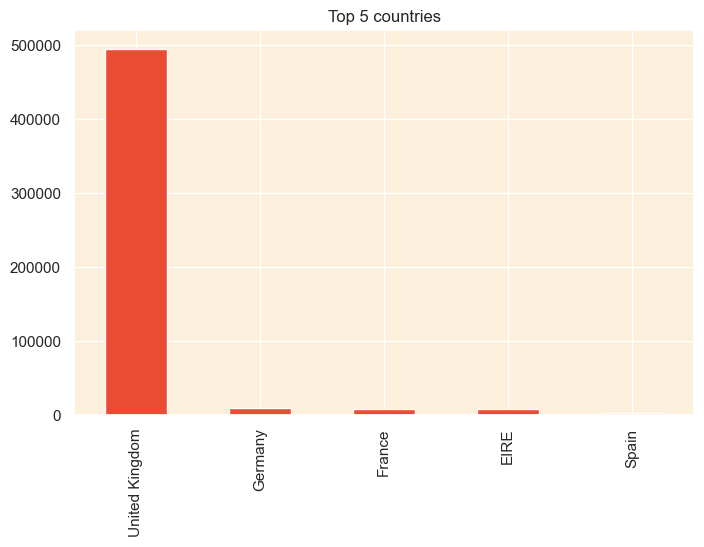 Top 5 countries
500000
400000
300000
200000
100000
0
United Kingdom
Germany
France
EIRE
Spain